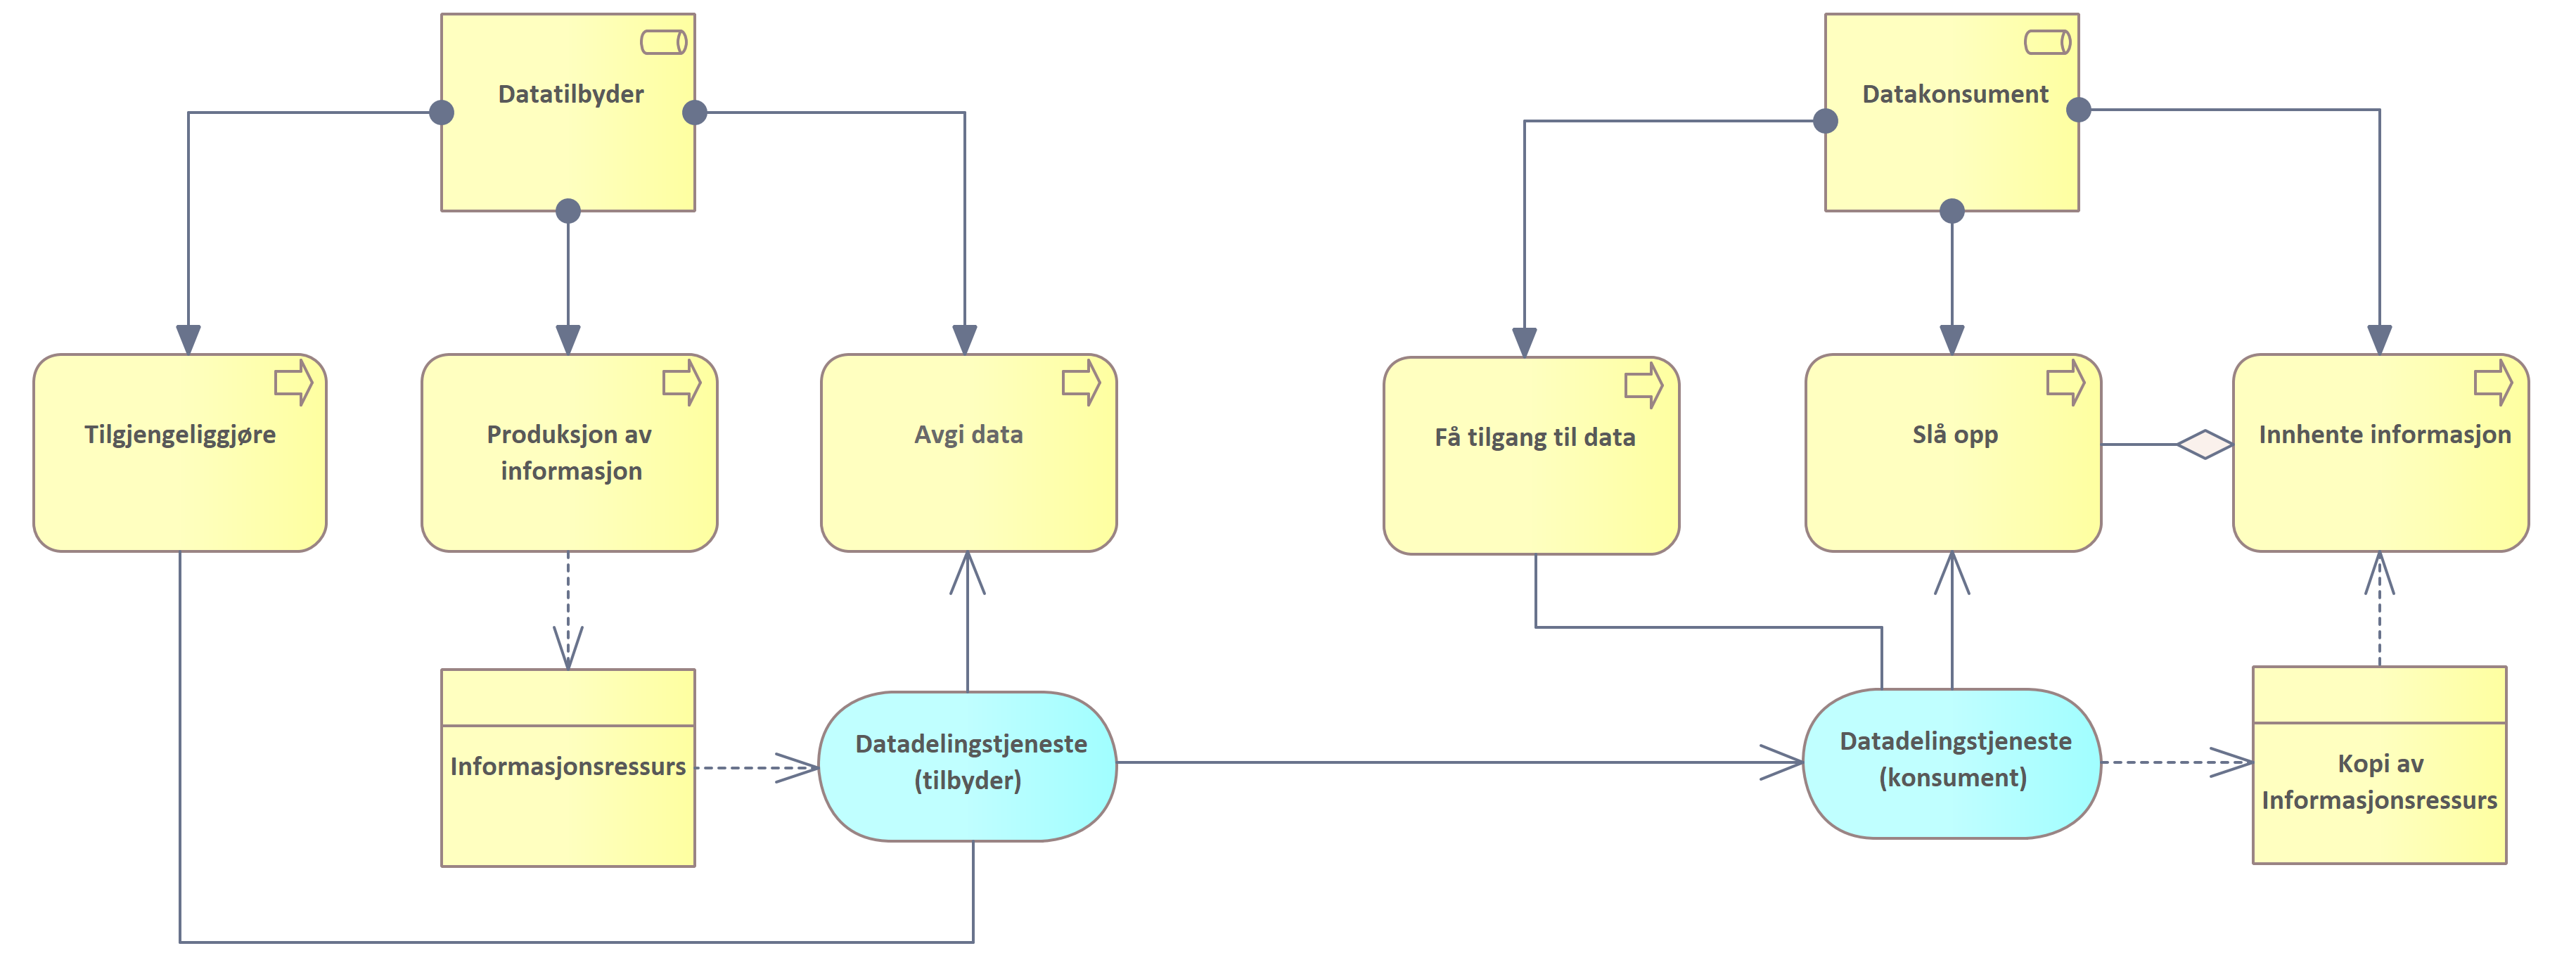 Datatilbyder
Datakonsument
Tilgjengeliggjøre
Produksjon av
informasjon
Avgi data
Få tilgang til data
Slå opp
Innhente informasjon
Informasjonsressurs
Datadelingstjeneste
(tilbyder)
Datadelingstjeneste
(konsument)
Kopi av
Informasjonsressurs